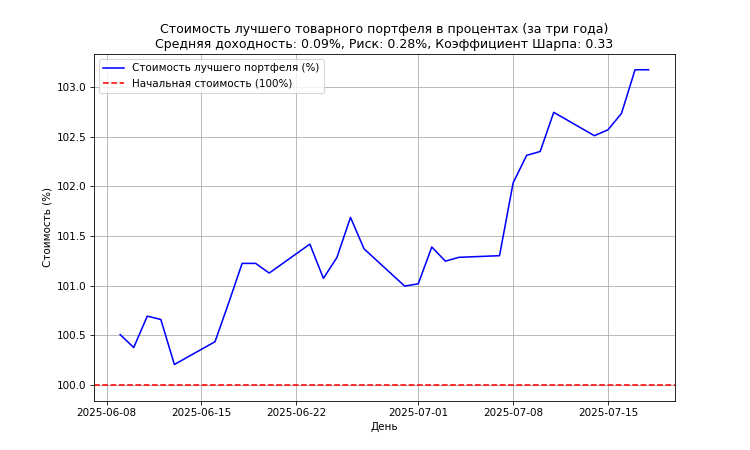 Стоимость лучшего товарного портфеля в процентах (за три года)
Средняя доходность: 0.09%, Риск: 0.28%, Коэффициент Шарпа: 0.33
Стоимость лучшего портфеля (%)
Начальная стоимость (100%)
Стоимость (%)
103.0
102.5
102.0
101.5
101.0
100.5
100.0
2025-06-08 2025-06-15 2025-06-22 2025-07-01 2025-07-08 2025-07-15
День